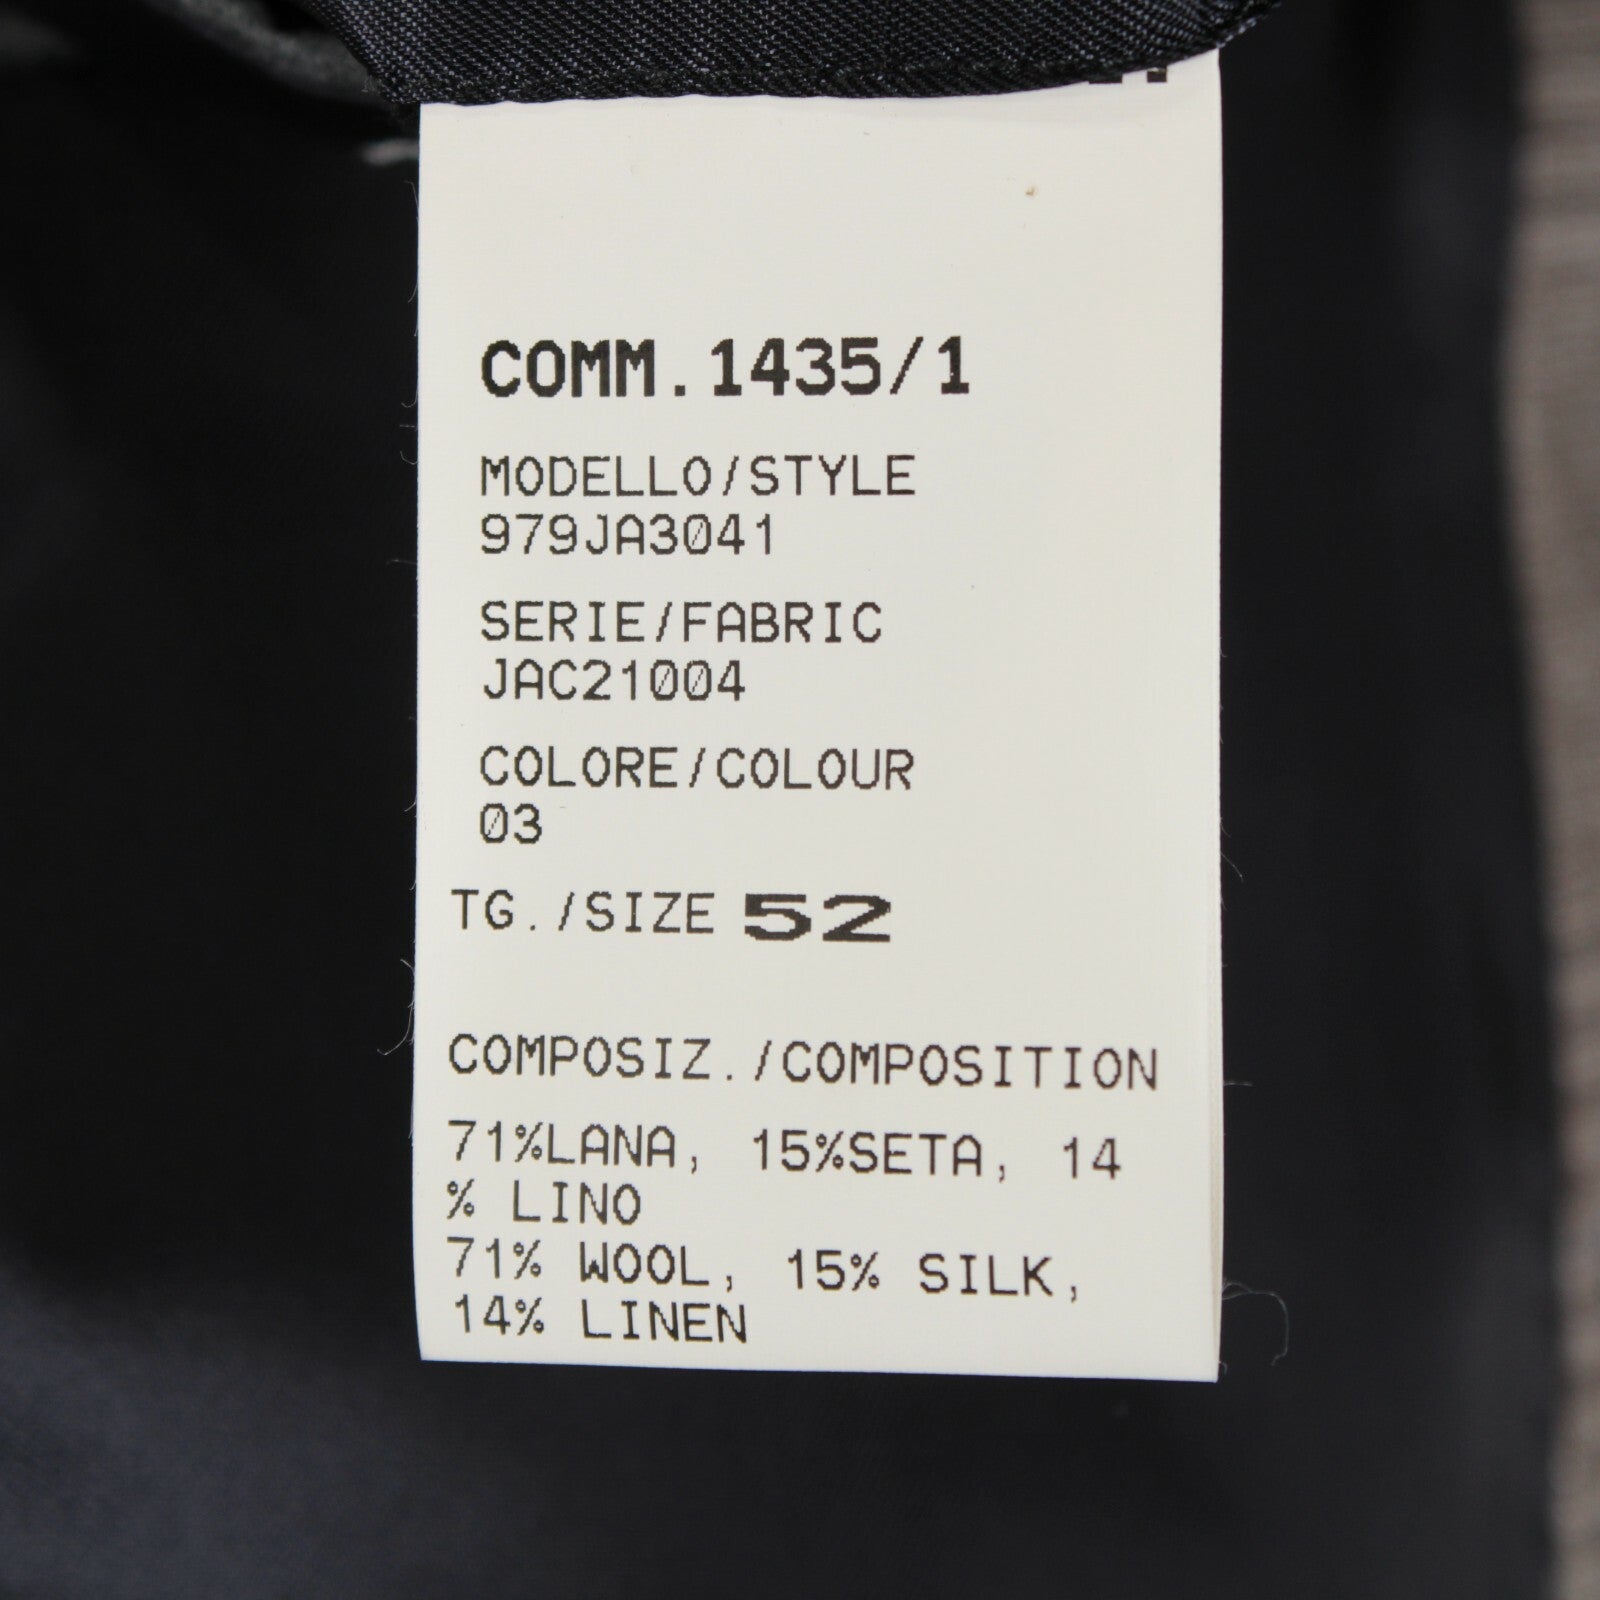 COMM.1435/1
MODELLO/STYLE
979JA3041
SERIE/FABRIC
JAC21004
COLORE/COLOUR
03
TG./SIZE 52
COMPOSIZ./COMPOSITION
71%LANA, 15%SETA, 14
% LINO
71% WOOL, 15% SILK,
14% LINEN